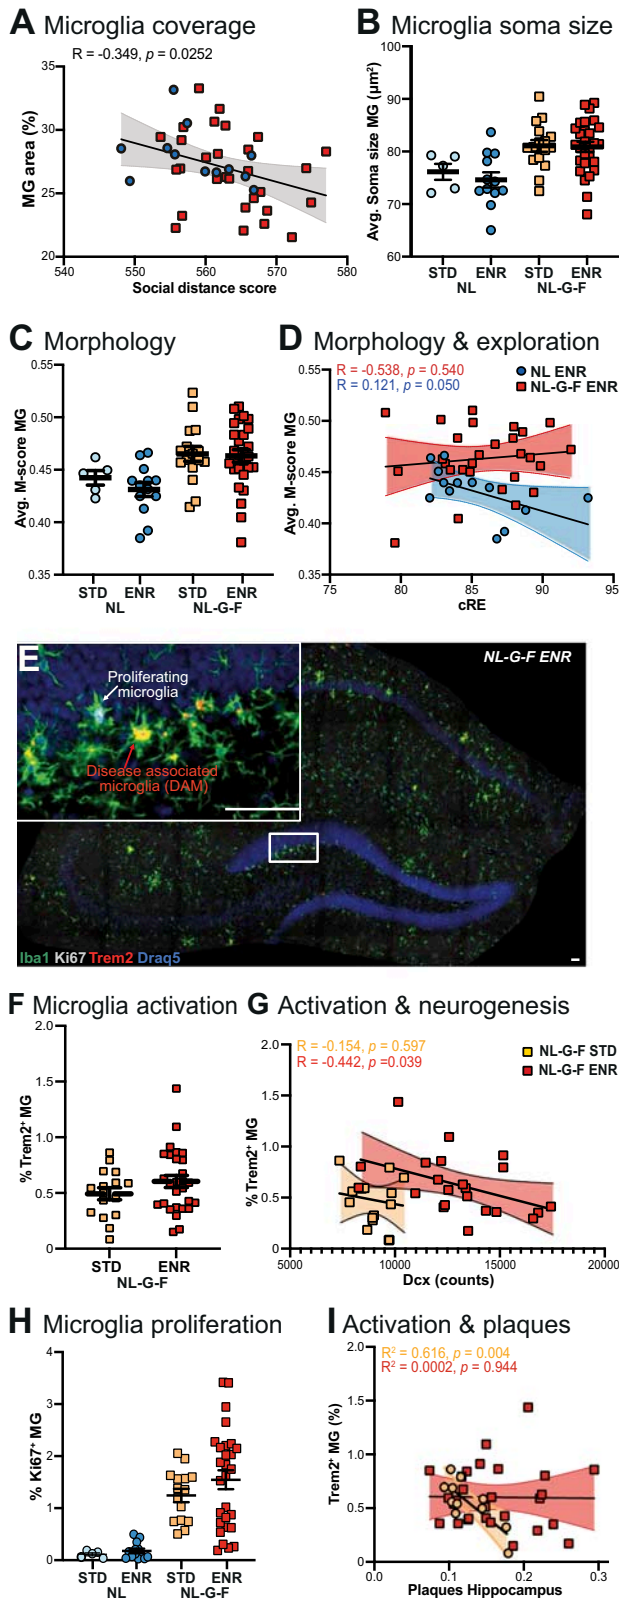 A Microglia coverage
R = -0.349, p = 0.0252
MG area (%)
35
30
25
20
540 550 560 570 580
Social distance score
B Microglia soma size
Avg. Soma size MG (µm²)
100
90
80
70
60
STD ENR STD ENR
NL NL-G-F
C Morphology
Avg. M-score MG
0.55
0.50
0.45
0.40
0.35
STD ENR STD ENR
NL NL-G-F
D Morphology & exploration
R = -0.538, p = 0.540
R = 0.121, p = 0.050
NL ENR
NL-G-F ENR
Avg. M-score MG
0.55
0.50
0.45
0.40
0.35
75 80 85 90 95
cRE
E
NL-G-F ENR
Proliferating
microglia
Disease associated
microglia (DAM)
Iba1 Ki67 Trem2 Draq5
F Microglia activation
% Trem2⁺ MG
2.0
1.5
1.0
0.5
0
STD ENR
NL-G-F
G Activation & neurogenesis
R = -0.154, p = 0.597
R = -0.442, p =0.039
NL-G-F STD
NL-G-F ENR
% Trem2⁺ MG
2.0
1.5
1.0
0.5
0
5000 10000 15000 20000
Dcx (counts)
H Microglia proliferation
% Ki67⁺ MG
4
3
2
1
0
STD ENR STD ENR
NL NL-G-F
I Activation & plaques
R² = 0.616, p = 0.004
R² = 0.0002, p = 0.944
Trem2⁺ MG (%)
2.0
1.5
1.0
0.5
0
0.0 0.1 0.2 0.3
Plaques Hippocampus